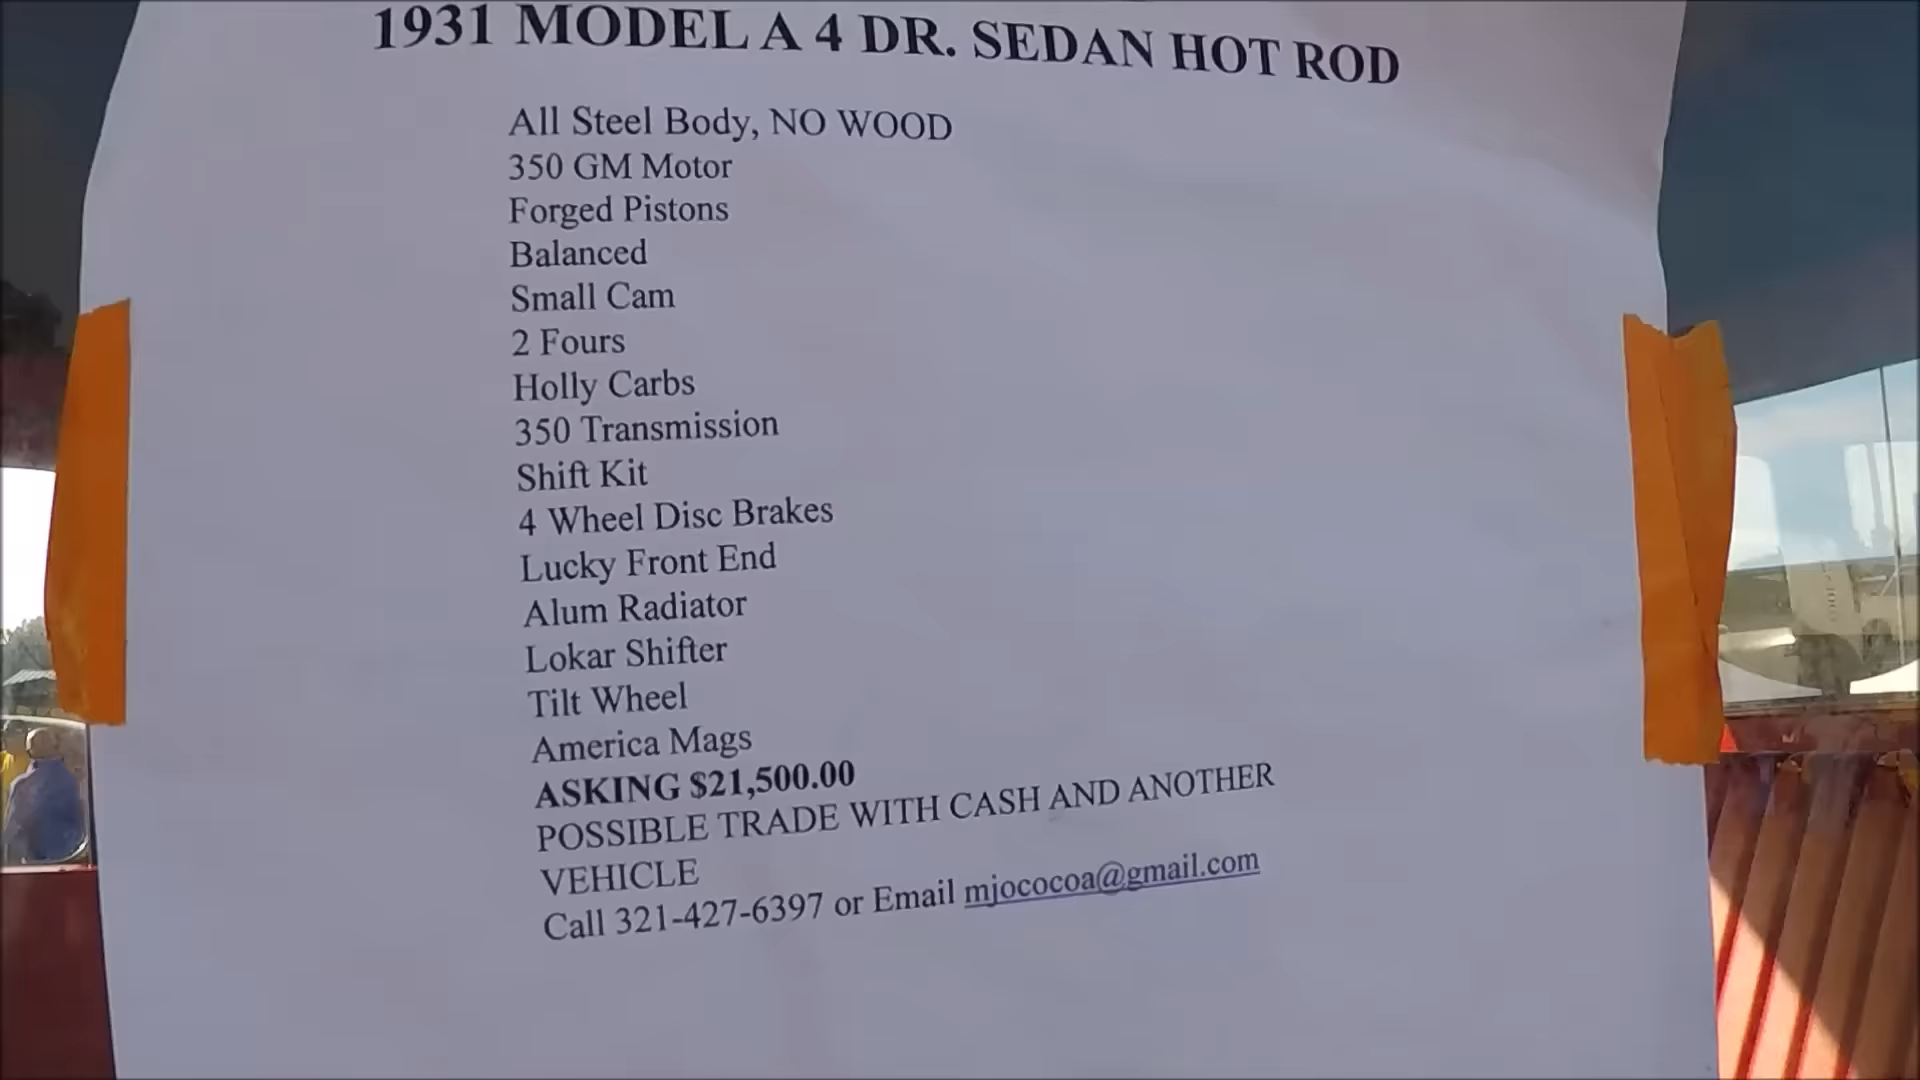 1931 MODEL A 4 DR. SEDAN HOT ROD
All Steel Body, NO WOOD
350 GM Motor
Forged Pistons
Balanced
Small Cam
2 Fours
Holly Carbs
350 Transmission
Shift Kit
4 Wheel Disc Brakes
Lucky Front End
Alum Radiator
Lokar Shifter
Tilt Wheel
America Mags
ASKING $21,500.00
POSSIBLE TRADE WITH CASH AND ANOTHER
VEHICLE
Call 321-427-6397 or Email mjococoa@gmail.com